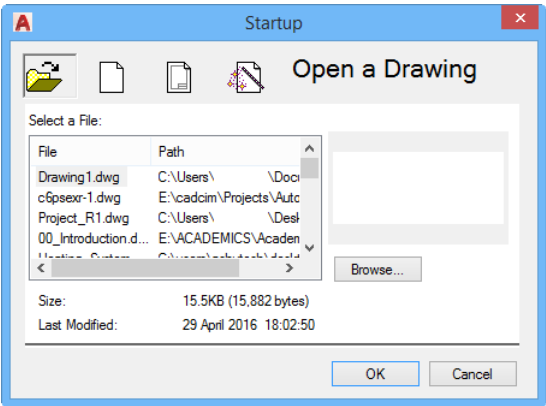 Startup
Open a Drawing
Select a File:
File Path
Drawing1.dwg C:\Users\ \Docu
c6psexr-1.dwg E:\cadcim\Projects\Autc
Project_R1.dwg C:\Users\ \Desk
00_Introduction.d... E:\ACADEMICS\Academ
Browse...
Size: 15.5KB (15,882 bytes)
Last Modified: 29 April 2016 18:02:50
OK Cancel